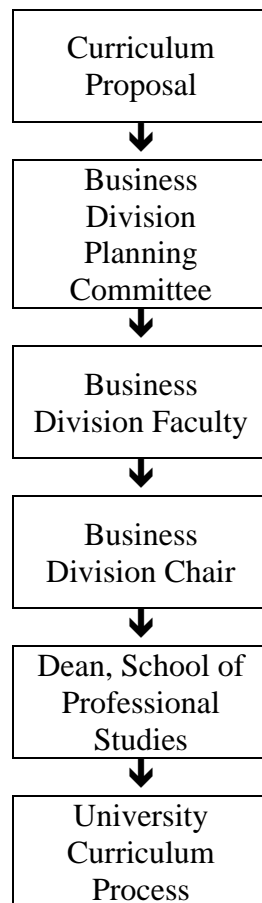 Curriculum
Proposal
Business
Division
Planning
Committee
Business
Division Faculty
Business
Division Chair
Dean, School of
Professional
Studies
University
Curriculum
Process